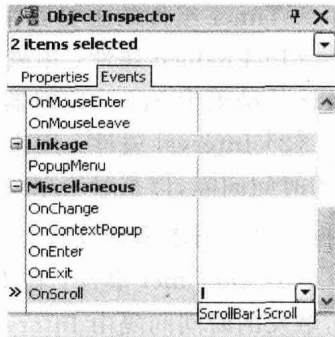 Object Inspector
2 items selected
Properties Events
OnMouseEnter
OnMouseLeave
Linkage
PopupMenu
Miscellaneous
OnChange
OnContextPopup
OnEnter
OnExit
OnScroll
ScrollBar1Scroll